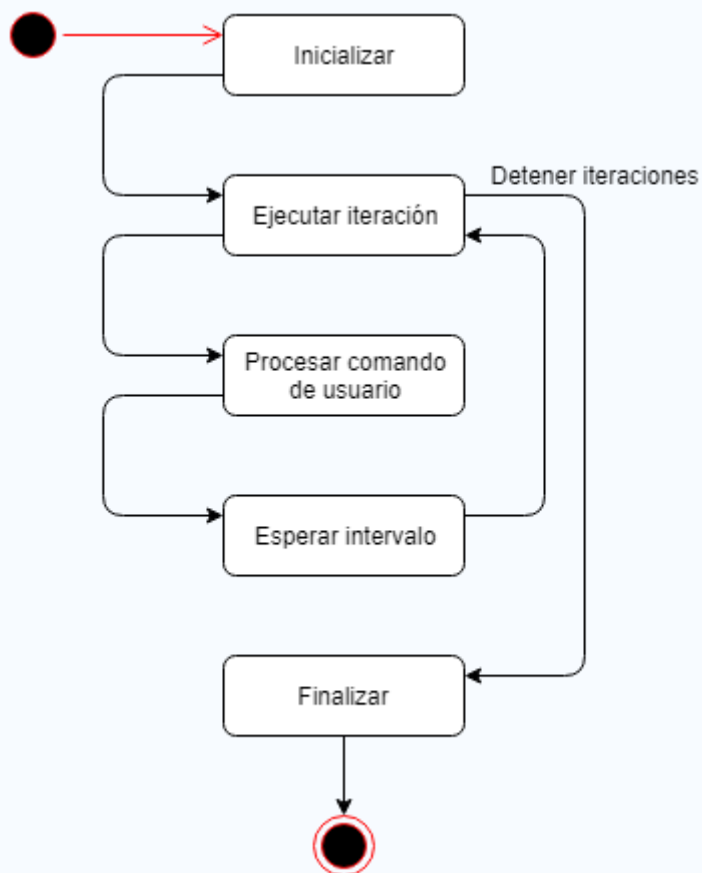 Inicializar
Detener iteraciones
Ejecutar iteración
Procesar comando
de usuario
Esperar intervalo
Finalizar